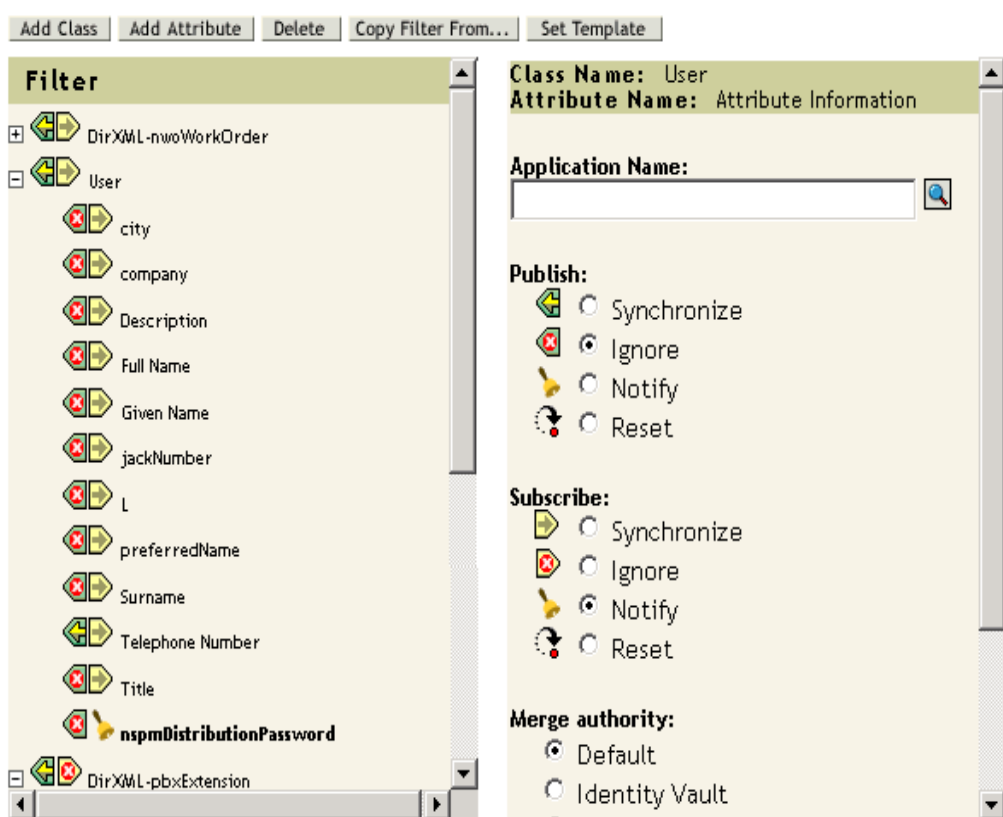 Add Class Add Attribute Delete Copy Filter From... Set Template
Filter
DirXML-nwoWorkOrder
User
city
company
Description
Full Name
Given Name
jackNumber
L
preferredName
Surname
Telephone Number
Title
nspmDistributionPassword
DirXML-pbxExtension
Class Name: User
Attribute Name: Attribute Information
Application Name:
Publish:
Synchronize
Ignore
Notify
Reset
Subscribe:
Synchronize
Ignore
Notify
Reset
Merge authority:
Default
Identity Vault